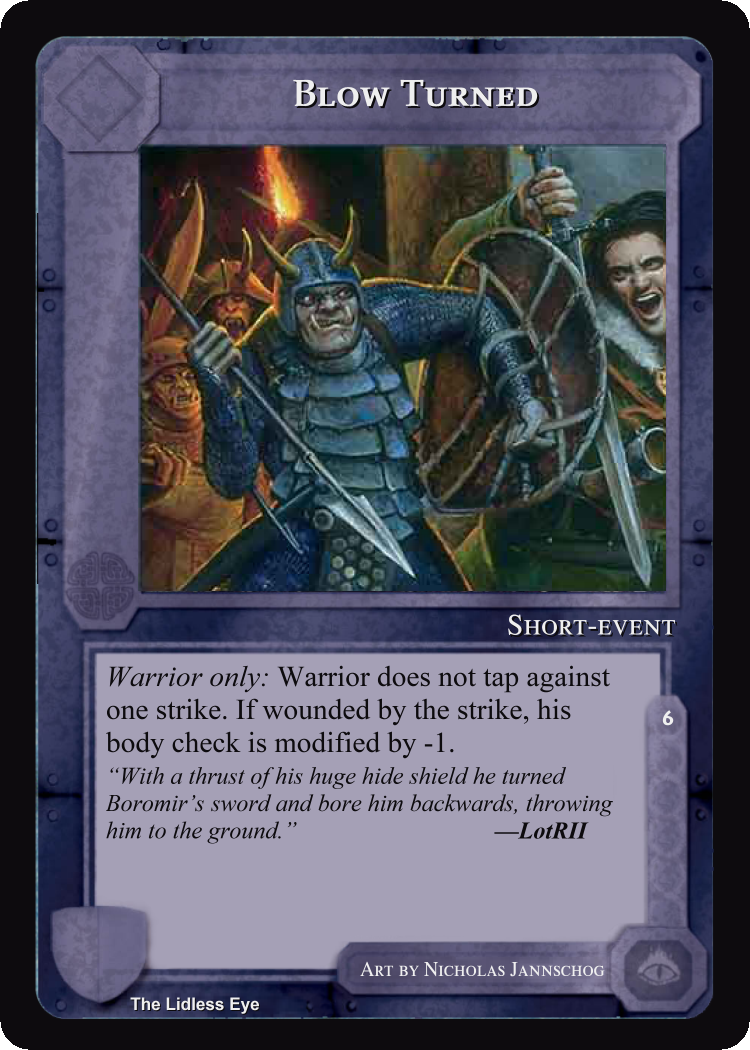 Blow Turned
Short-event
Warrior only: Warrior does not tap against
one strike. If wounded by the strike, his
body check is modified by -1.
6
“With a thrust of his huge hide shield he turned
Boromir’s sword and bore him backwards, throwing
him to the ground.” —LotRII
Art by Nicholas Jannschog
The Lidless Eye